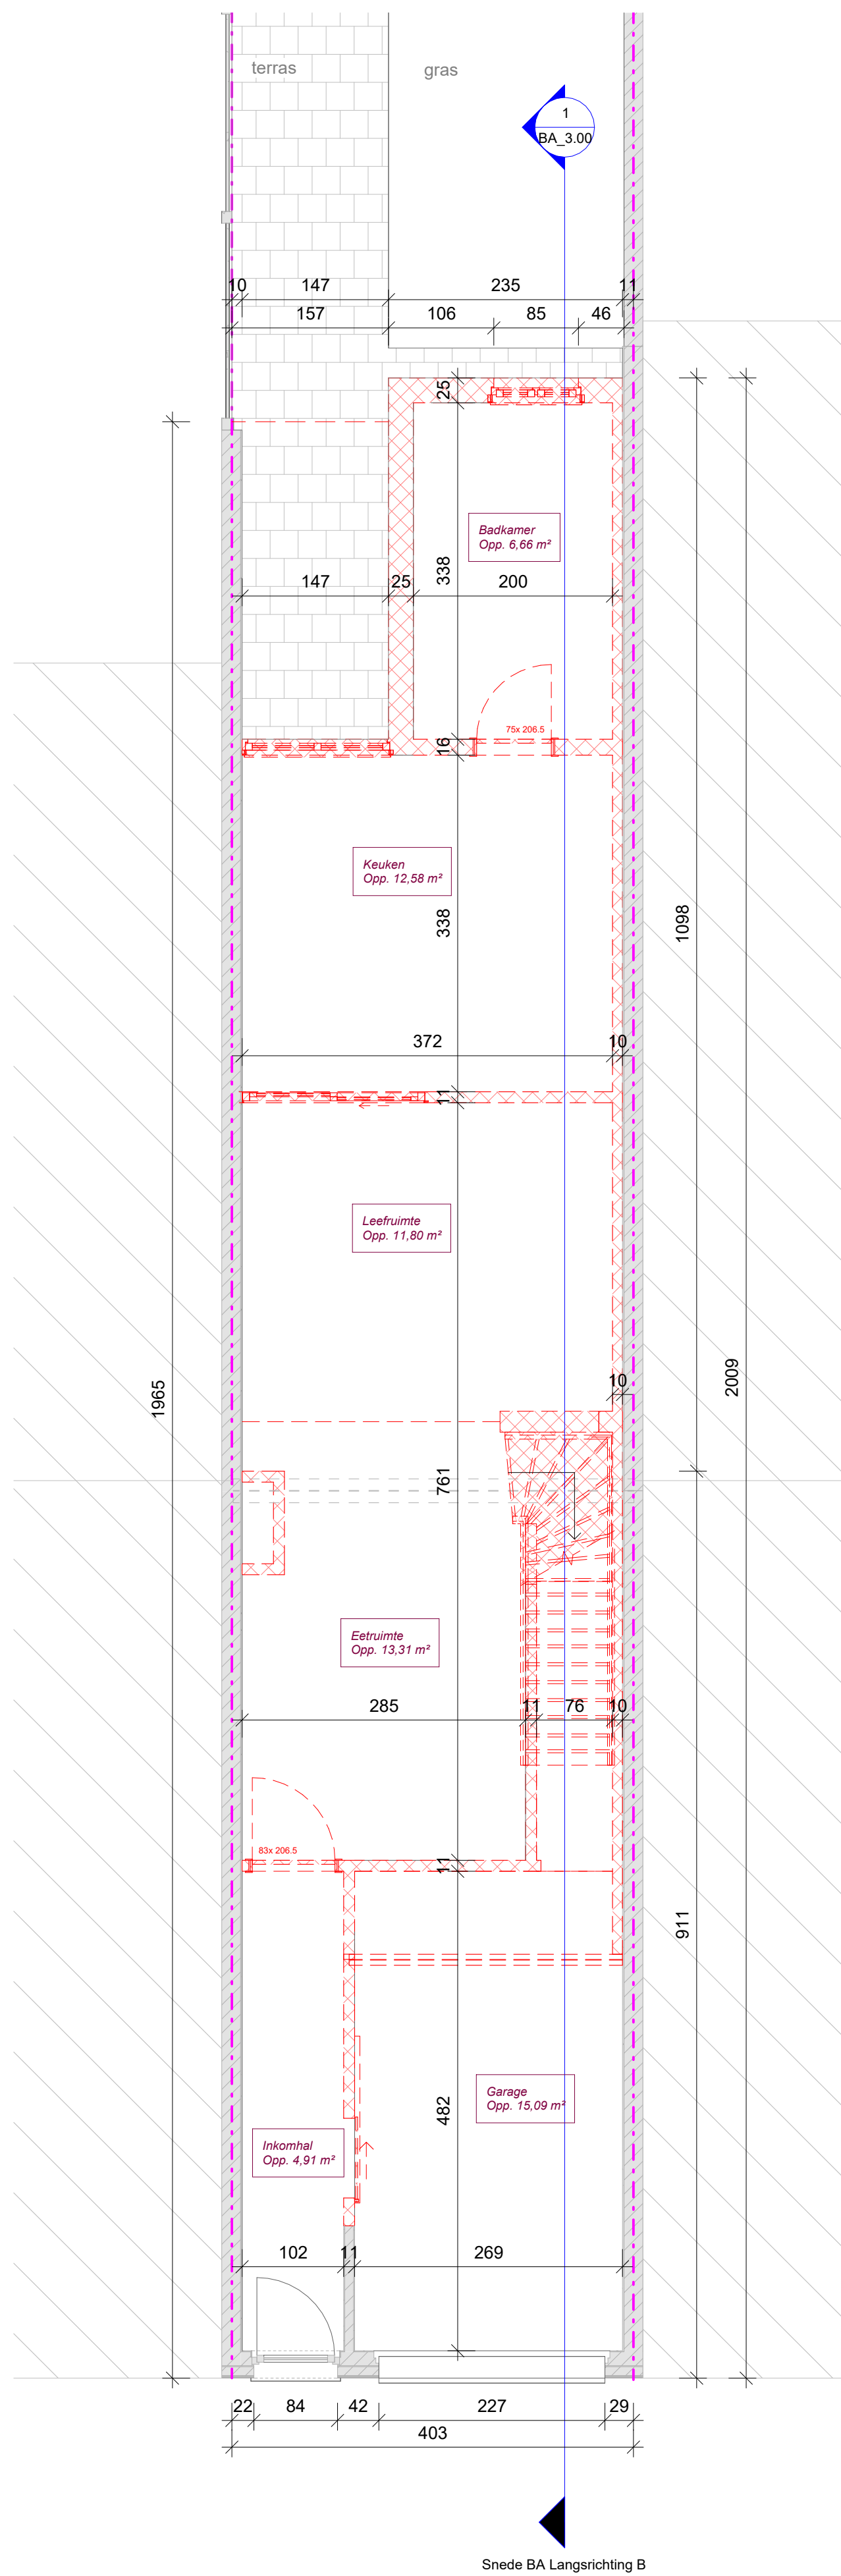 terras
gras
1
BA_3.00
10 147 235 11
157 106 85 46
25
Badkamer
Opp. 6,66 m²
338
147 25 200
75x 206.5
16
Keuken
Opp. 12,58 m²
338
1098
372 10
11
Leefruimte
Opp. 11,80 m²
10
2009
1965
761
Eetruimte
Opp. 13,31 m²
285 11 76 10
83x 206.5
11
911
Garage
Opp. 15,09 m²
482
Inkomhal
Opp. 4,91 m²
102 11 269
22 84 42 227 29
403
Snede BA Langsrichting B